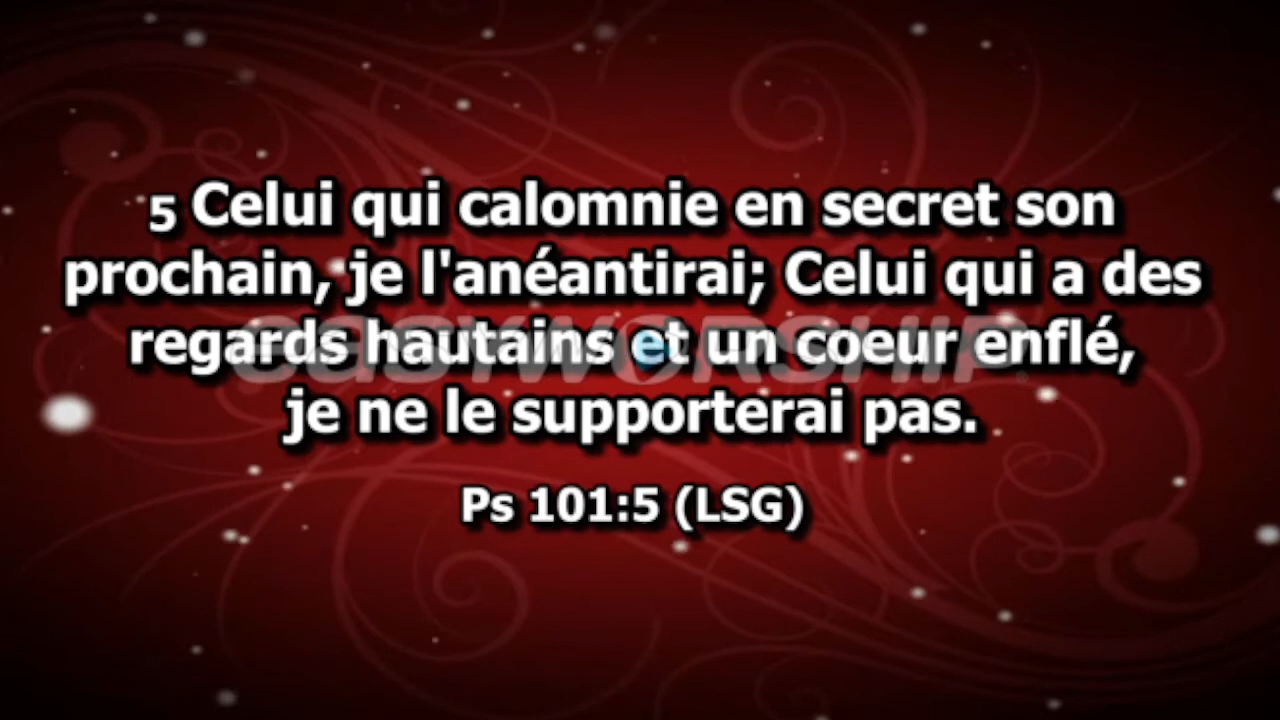 5 Celui qui calomnie en secret son
prochain, je l'anéantirai; Celui qui a des
regards hautains et un coeur enflé,
je ne le supporterai pas.
Ps 101:5 (LSG)
EASYWORSHIP